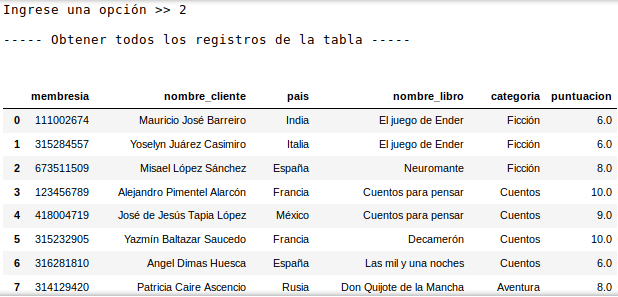 Ingrese una opción >> 2
----- Obtener todos los registros de la tabla -----
membresia nombre_cliente pais nombre_libro categoria puntuacion
0 111002674 Mauricio José Barreiro India El juego de Ender Ficción 6.0
1 315284557 Yoselyn Juárez Casimiro Italia El juego de Ender Ficción 6.0
2 673511509 Misael López Sánchez España Neuromante Ficción 8.0
3 123456789 Alejandro Pimentel Alarcón Francia Cuentos para pensar Cuentos 10.0
4 418004719 José de Jesús Tapia López México Cuentos para pensar Cuentos 9.0
5 315232905 Yazmín Baltazar Saucedo Francia Decamerón Cuentos 10.0
6 316281810 Angel Dimas Huesca España Las mil y una noches Cuentos 6.0
7 314129420 Patricia Caire Ascencio Rusia Don Quijote de la Mancha Aventura 8.0